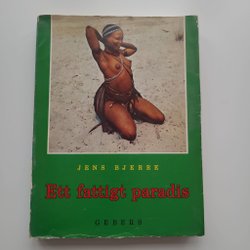 JENS BJERRE
Ett fattigt paradis
GEBERS